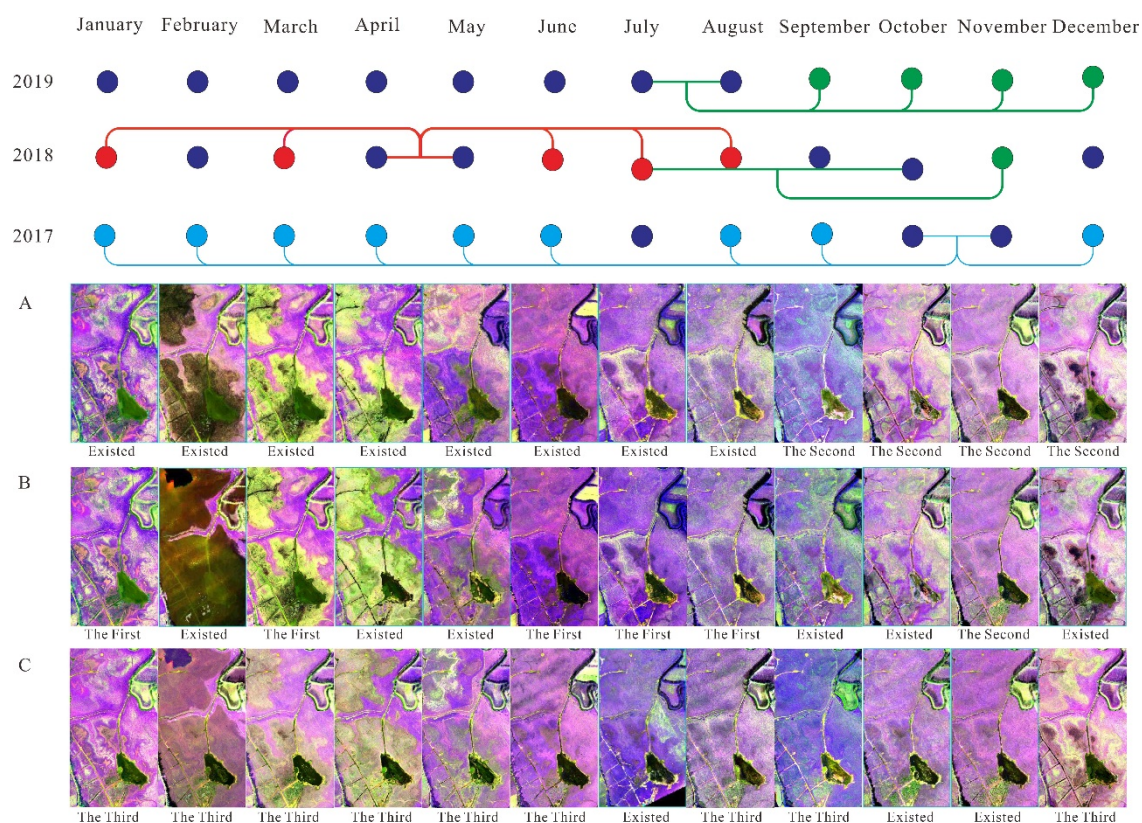 January February March April May June July August September October November December
2019
2018
2017
A
Existed Existed Existed Existed Existed Existed Existed Existed The Second The Second The Second The Second
B
The First Existed The First Existed Existed The First The First The First Existed Existed The Second Existed
C
The Third The Third The Third The Third The Third The Third Existed The Third The Third Existed Existed The Third